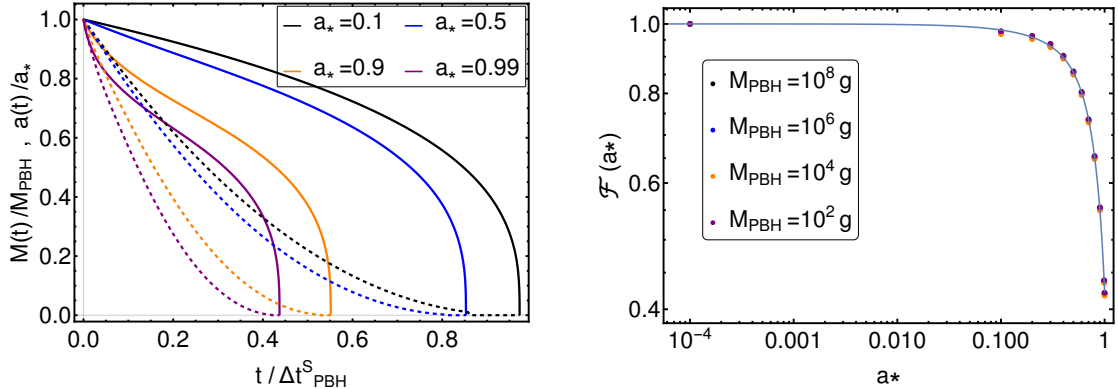 1.0
0.8
0.6
0.4
0.2
0.0
M(t)/M_PBH , a(t)/a_*
a_*=0.1 a_*=0.5
a_*=0.9 a_*=0.99
0.0 0.2 0.4 0.6 0.8
t / Δt^S_PBH
1.0
0.8
0.6
0.4
ℱ(a*)
M_PBH=10^8 g
M_PBH=10^6 g
M_PBH=10^4 g
M_PBH=10^2 g
10^-4 0.001 0.010 0.100 1
a*